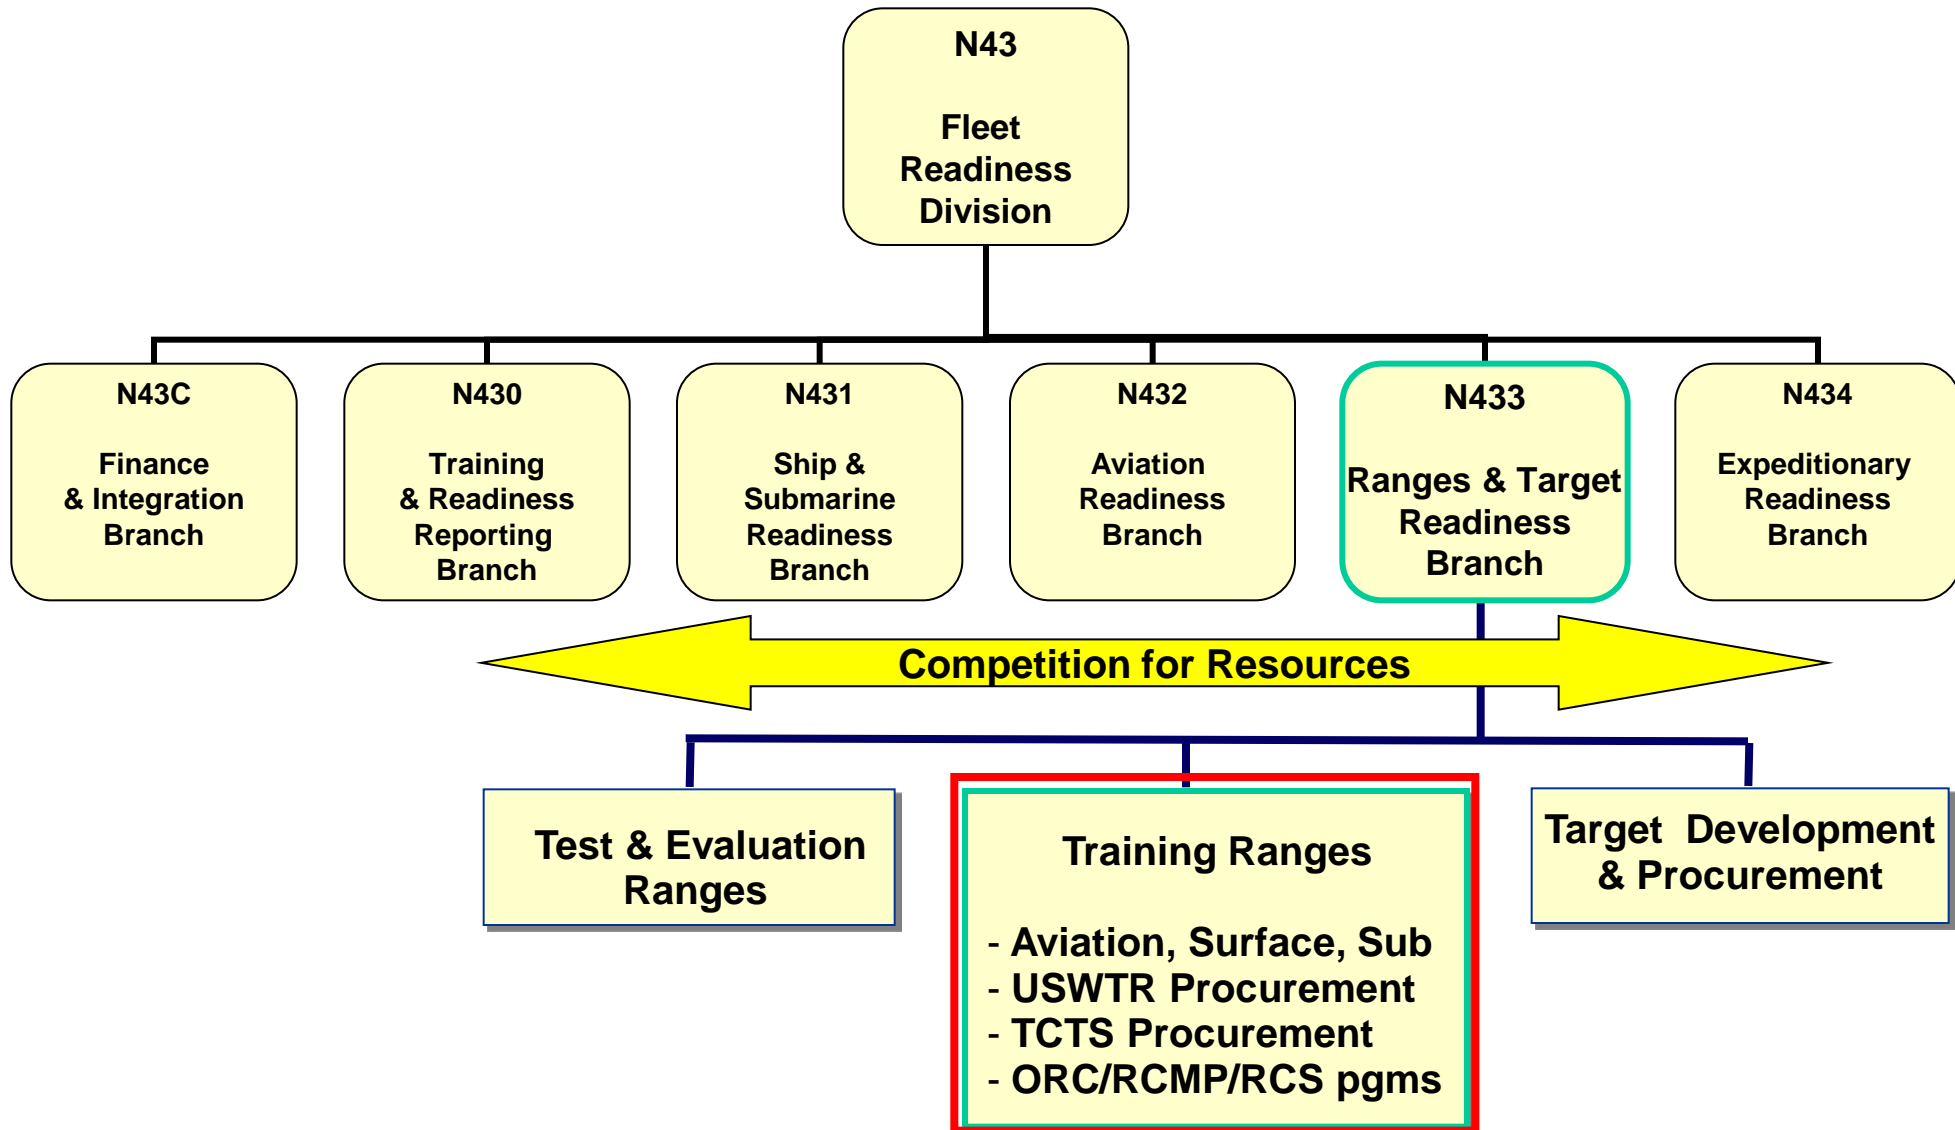 N43
Fleet
Readiness
Division
N43C
Finance
& Integration
Branch
N430
Training
& Readiness
Reporting
Branch
N431
Ship &
Submarine
Readiness
Branch
N432
Aviation
Readiness
Branch
N433
Ranges & Target
Readiness
Branch
N434
Expeditionary
Readiness
Branch
Competition for Resources
Test & Evaluation
Ranges
Training Ranges
- Aviation, Surface, Sub
- USWTR Procurement
- TCTS Procurement
- ORC/RCMP/RCS pgms
Target Development
& Procurement